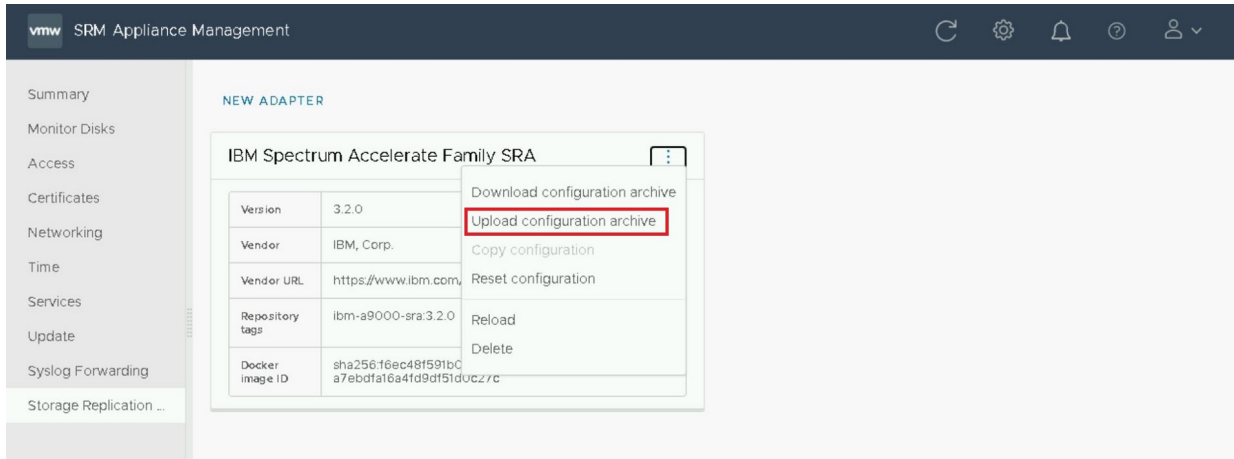 vmw SRM Appliance Management
Summary
Monitor Disks
Access
Certificates
Networking
Time
Services
Update
Syslog Forwarding
Storage Replication ...
NEW ADAPTER
IBM Spectrum Accelerate Family SRA
Version 3.2.0
Vendor IBM, Corp.
Vendor URL https://www.ibm.com/
Repository tags ibm-a9000-sra:3.2.0
Docker image ID sha256:f6ec48f591b0
a7ebdfa16a4fd9df51d0c27c
Download configuration archive
Upload configuration archive
Copy configuration
Reset configuration
Reload
Delete